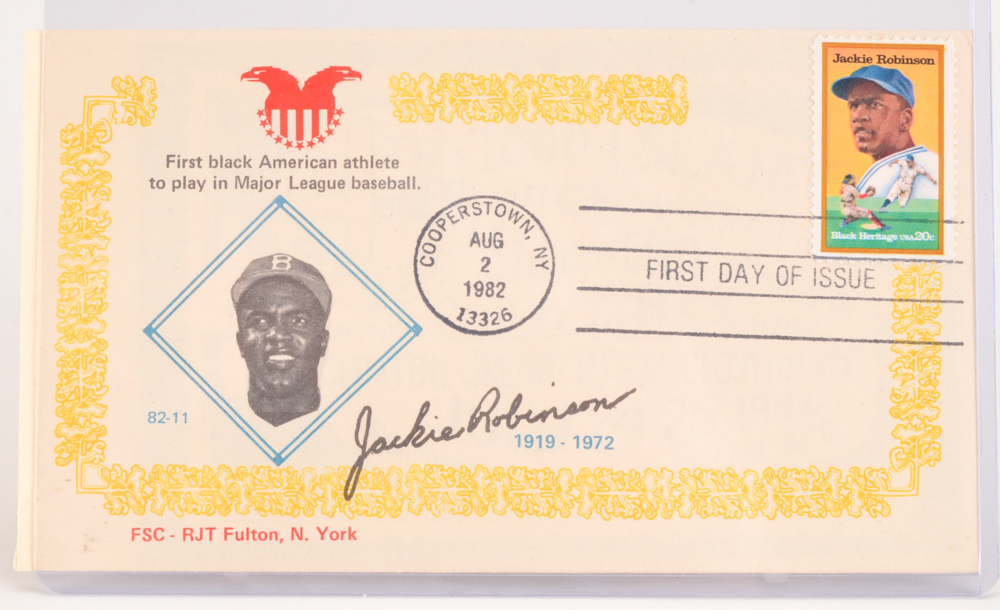 Jackie Robinson
Black Heritage USA 20c
First black American athlete
to play in Major League baseball.
COOPERSTOWN, NY
AUG
2
1982
13326
FIRST DAY OF ISSUE
B
82-11
Jackie Robinson
1919 - 1972
FSC - RJT Fulton, N. York